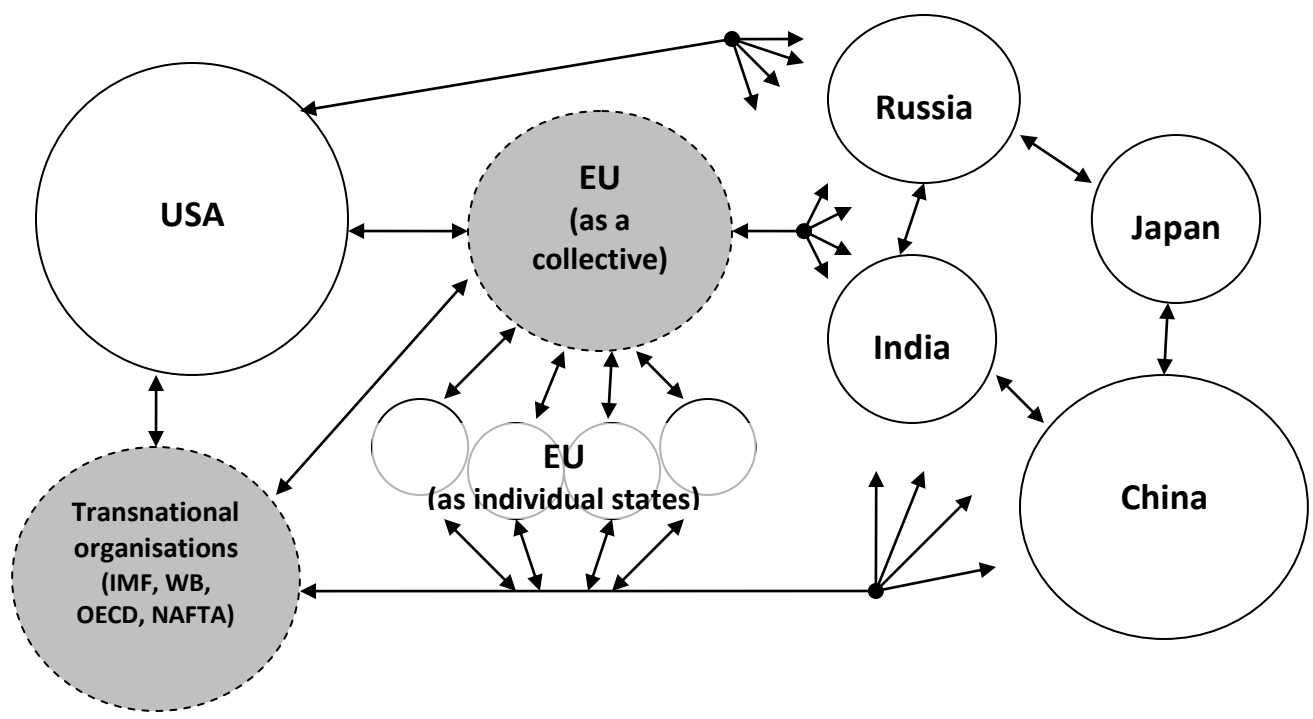 Russia
EU
(as a
collective)
USA
Japan
India
EU
(as individual states)
China
Transnational
organisations
(IMF, WB,
OECD, NAFTA)